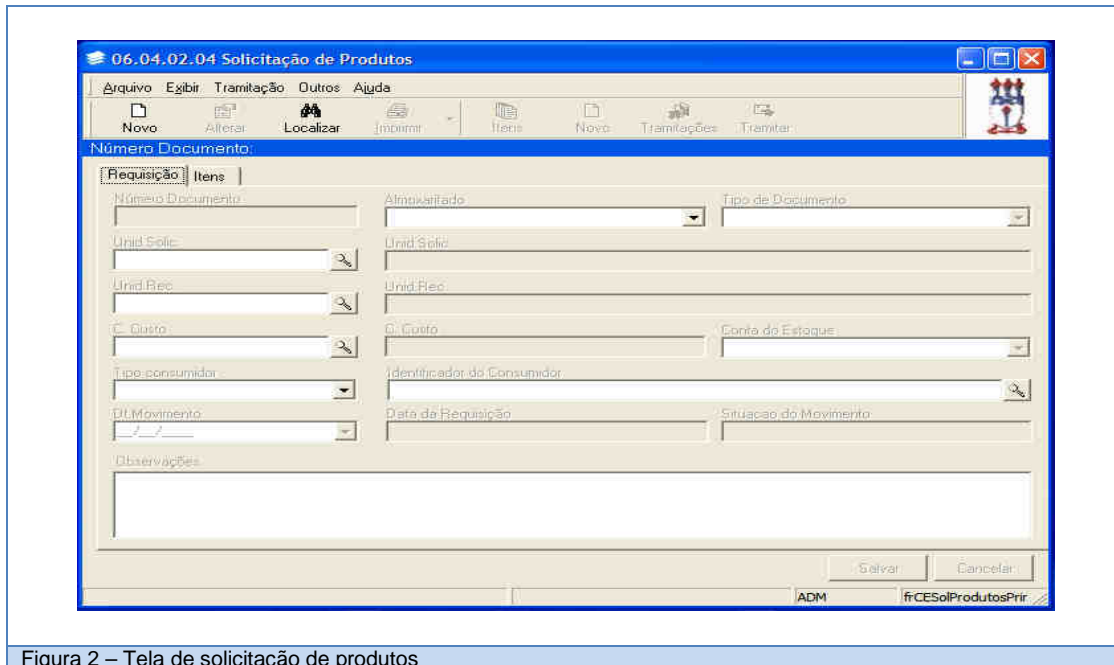 06.04.02.04 Solicitação de Produtos
Arquivo Exibir Tramitação Outros Ajuda
Novo Alterar Localizar Imprimir Itens Novo Tramitações Tramitar
Número Documento:
Requisição Itens
Número Documento Almoxarifado Tipo de Documento
Unid Solic Unid Solic
Unid Rec Unid Rec
C. Custo C. Custo Conta do Estoque
Tipo consumidor Identificador do Consumidor
Dt.Movimento Data da Requisição Situacao do Movimento
__/__/____
Observações
Salvar Cancelar
ADM frCESolProdutosPrir
Figura 2 – Tela de solicitação de produtos